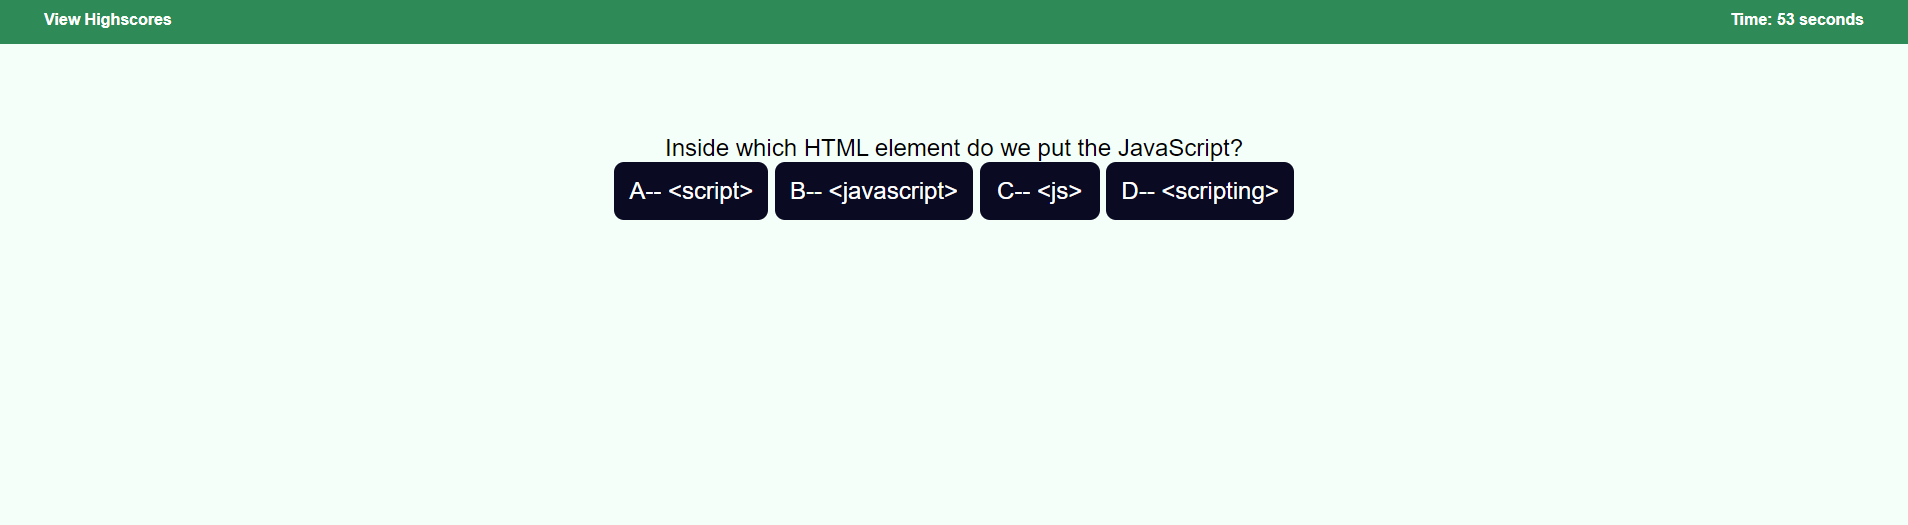 View Highscores
Time: 53 seconds
Inside which HTML element do we put the JavaScript?
A-- <script>
B-- <javascript>
C-- <js>
D-- <scripting>